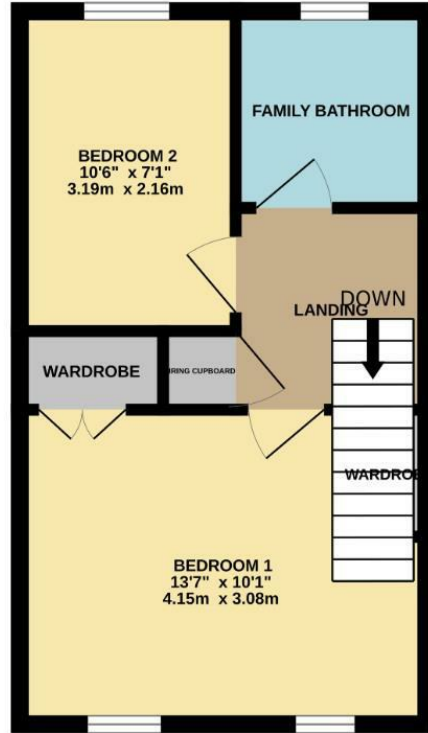 FAMILY BATHROOM
BEDROOM 2
10'6" x 7'1"
3.19m x 2.16m
DOWN
LANDING
WARDROBE
IRING CUPBOARD
WARDROB
BEDROOM 1
13'7" x 10'1"
4.15m x 3.08m